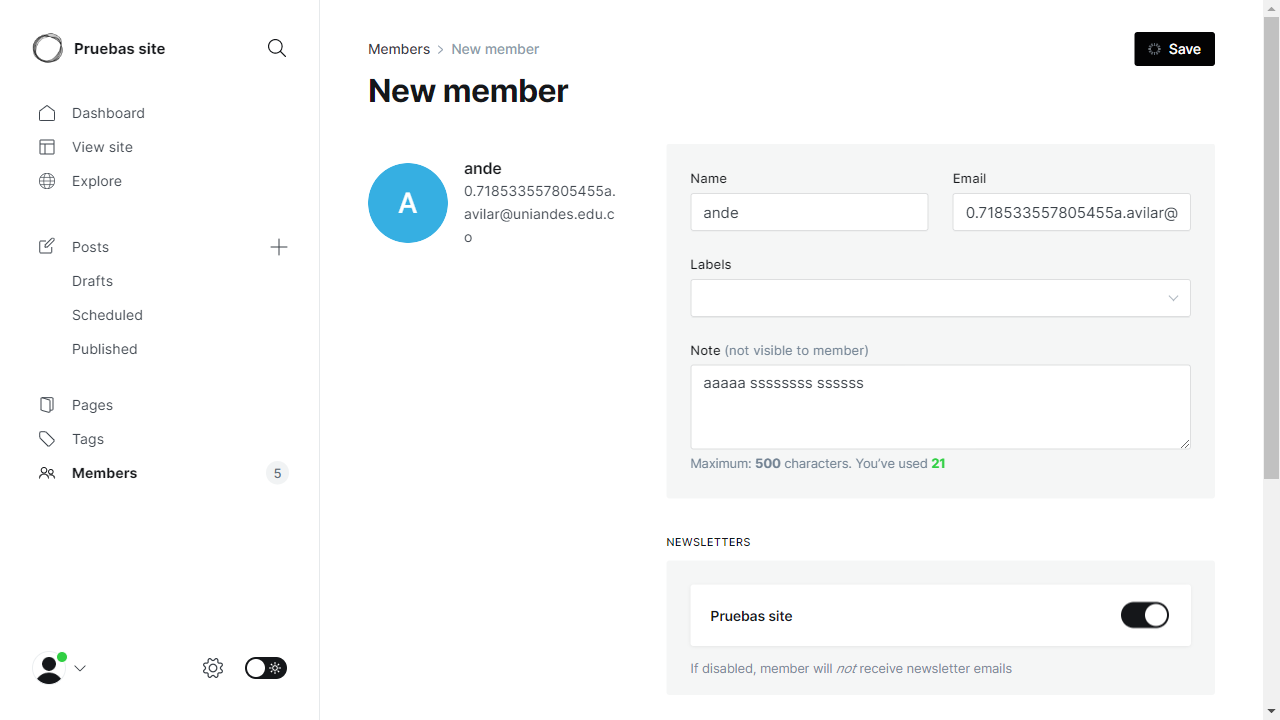 Pruebas site
Dashboard
View site
Explore
Posts
Drafts
Scheduled
Published
Pages
Tags
Members 5
Members New member
Save
New member
A
ande
0.718533557805455a.
avilar@uniandes.edu.c
o
Name
ande
Email
0.718533557805455a.avilar@
Labels
Note (not visible to member)
aaaaa ssssssss ssssss
Maximum: 500 characters. You've used 21
NEWSLETTERS
Pruebas site
If disabled, member will not receive newsletter emails